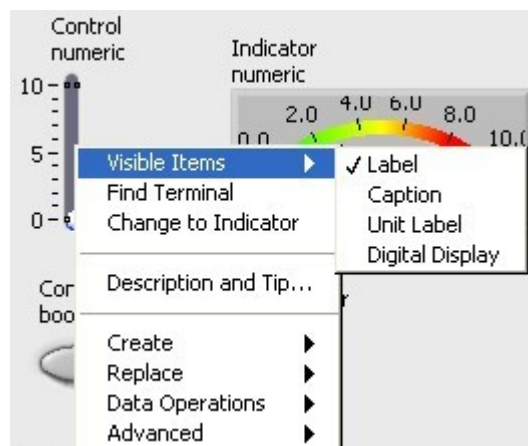 Control
numeric
Indicator
numeric
10
5
0
2.0 4.0 6.0 8.0
0.0 10.0
Visible Items
Find Terminal
Change to Indicator
Description and Tip...
Create
Replace
Data Operations
Advanced
✓ Label
Caption
Unit Label
Digital Display